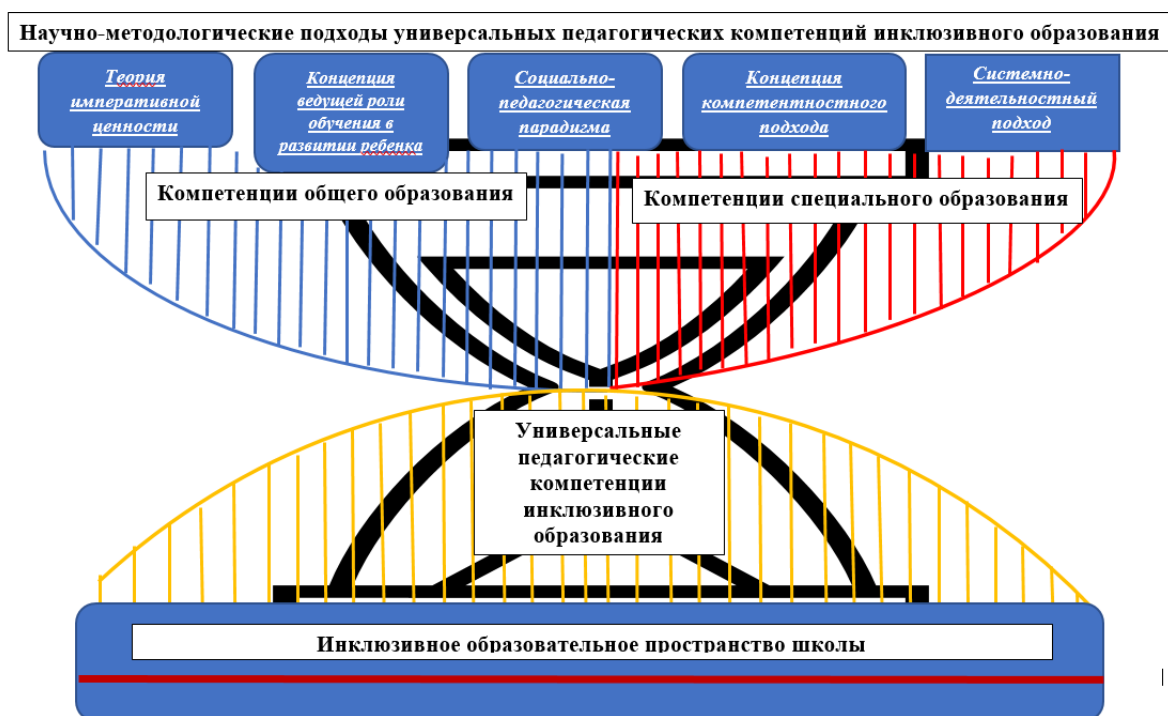 Научно-методологические подходы универсальных педагогических компетенций инклюзивного образования
Теория
императивной
ценности
Концепция
ведущей роли
обучения в
развитии ребенка
Социально-
педагогическая
парадигма
Концепция
компетентностного
подхода
Системно-
деятельностный
подход
Компетенции общего образования
Компетенции специального образования
Универсальные
педагогические
компетенции
инклюзивного
образования
Инклюзивное образовательное пространство школы